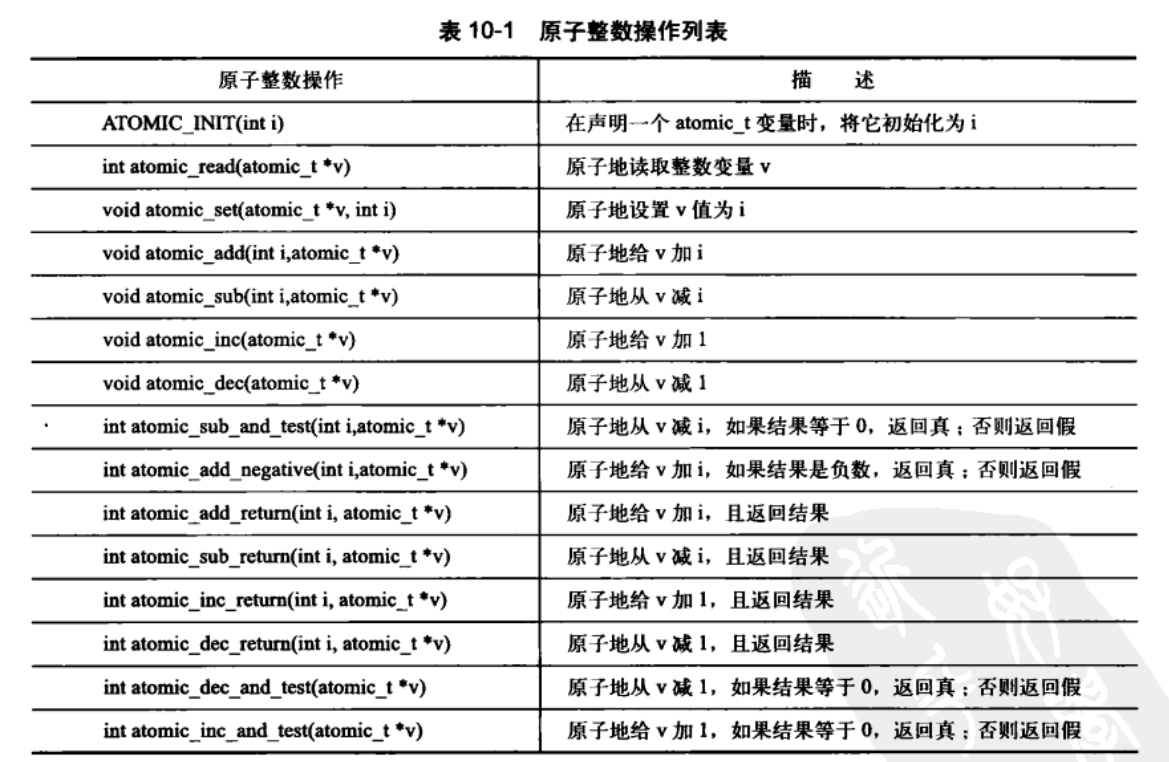 表 10-1 原子整数操作列表
原子整数操作 描 述
ATOMIC_INIT(int i) 在声明一个 atomic_t 变量时，将它初始化为 i
int atomic_read(atomic_t *v) 原子地读取整数变量 v
void atomic_set(atomic_t *v, int i) 原子地设置 v 值为 i
void atomic_add(int i,atomic_t *v) 原子地给 v 加 i
void atomic_sub(int i,atomic_t *v) 原子地从 v 减 i
void atomic_inc(atomic_t *v) 原子地给 v 加 1
void atomic_dec(atomic_t *v) 原子地从 v 减 1
int atomic_sub_and_test(int i,atomic_t *v) 原子地从 v 减 i，如果结果等于 0，返回真；否则返回假
int atomic_add_negative(int i,atomic_t *v) 原子地给 v 加 i，如果结果是负数，返回真；否则返回假
int atomic_add_return(int i, atomic_t *v) 原子地给 v 加 i，且返回结果
int atomic_sub_return(int i, atomic_t *v) 原子地从 v 减 i，且返回结果
int atomic_inc_return(int i, atomic_t *v) 原子地给 v 加 1，且返回结果
int atomic_dec_return(int i, atomic_t *v) 原子地从 v 减 1，且返回结果
int atomic_dec_and_test(atomic_t *v) 原子地从 v 减 1，如果结果等于 0，返回真；否则返回假
int atomic_inc_and_test(atomic_t *v) 原子地给 v 加 1，如果结果等于 0，返回真；否则返回假